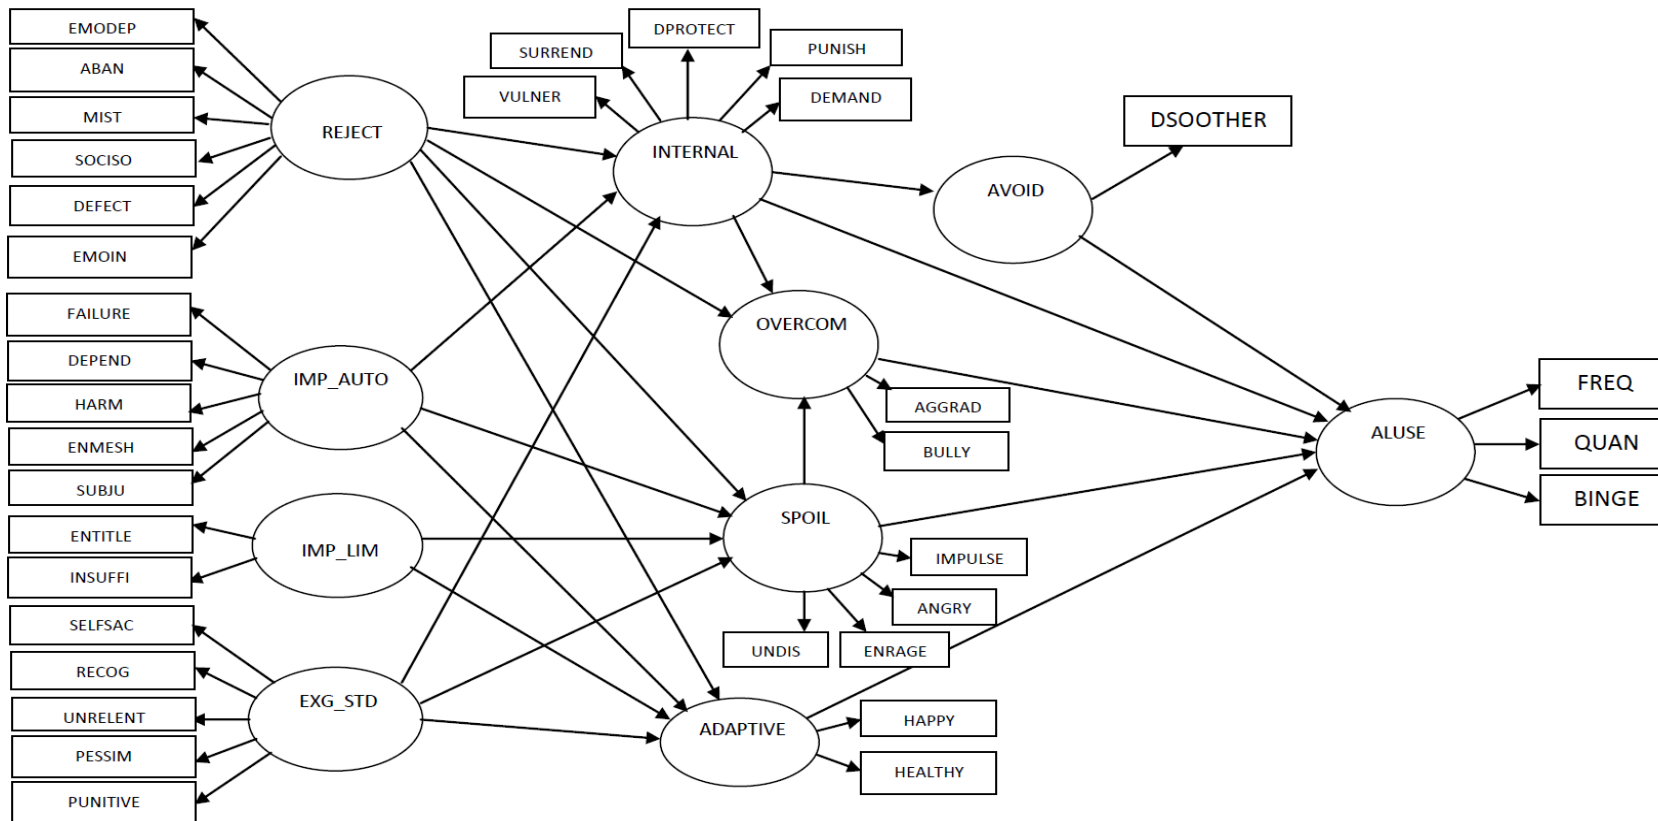 EMODEP
ABAN
MIST
SOCISO
DEFECT
EMOIN
FAILURE
DEPEND
HARM
ENMESH
SUBJU
ENTITLE
INSUFFI
SELFSAC
RECOG
UNRELENT
PESSIM
PUNITIVE
REJECT
IMP_AUTO
IMP_LIM
EXG_STD
VULNER
SURREND
DPROTECT
PUNISH
DEMAND
INTERNAL
OVERCOM
AGGRAD
BULLY
SPOIL
IMPULSE
ANGRY
ENRAGE
UNDIS
ADAPTIVE
HAPPY
HEALTHY
AVOID
DSOOTHER
ALUSE
FREQ
QUAN
BINGE